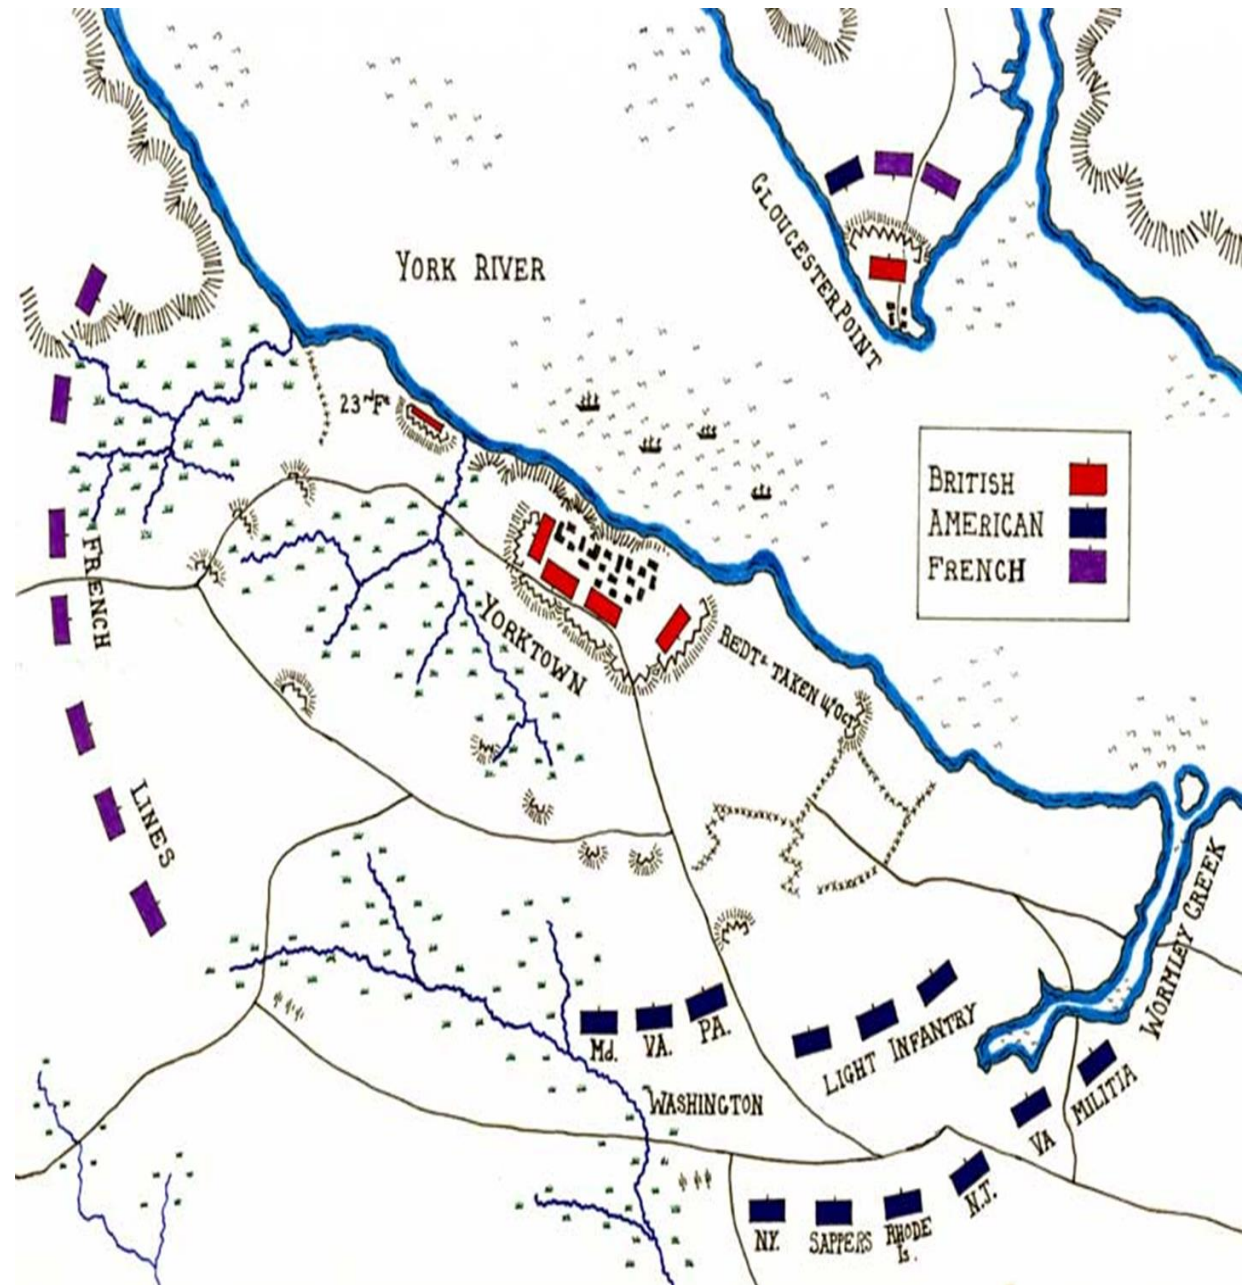 YORK RIVER
GLOUCESTER POINT
23rd Ft
BRITISH
AMERICAN
FRENCH
FRENCH
LINES
YORKTOWN
REDTS TAKEN 14th OCT
WORMLEY CREEK
Md.
VA.
PA.
LIGHT INFANTRY
WASHINGTON
VA MILITIA
NY.
SAPPERS
RHODE
Is.
N.J.